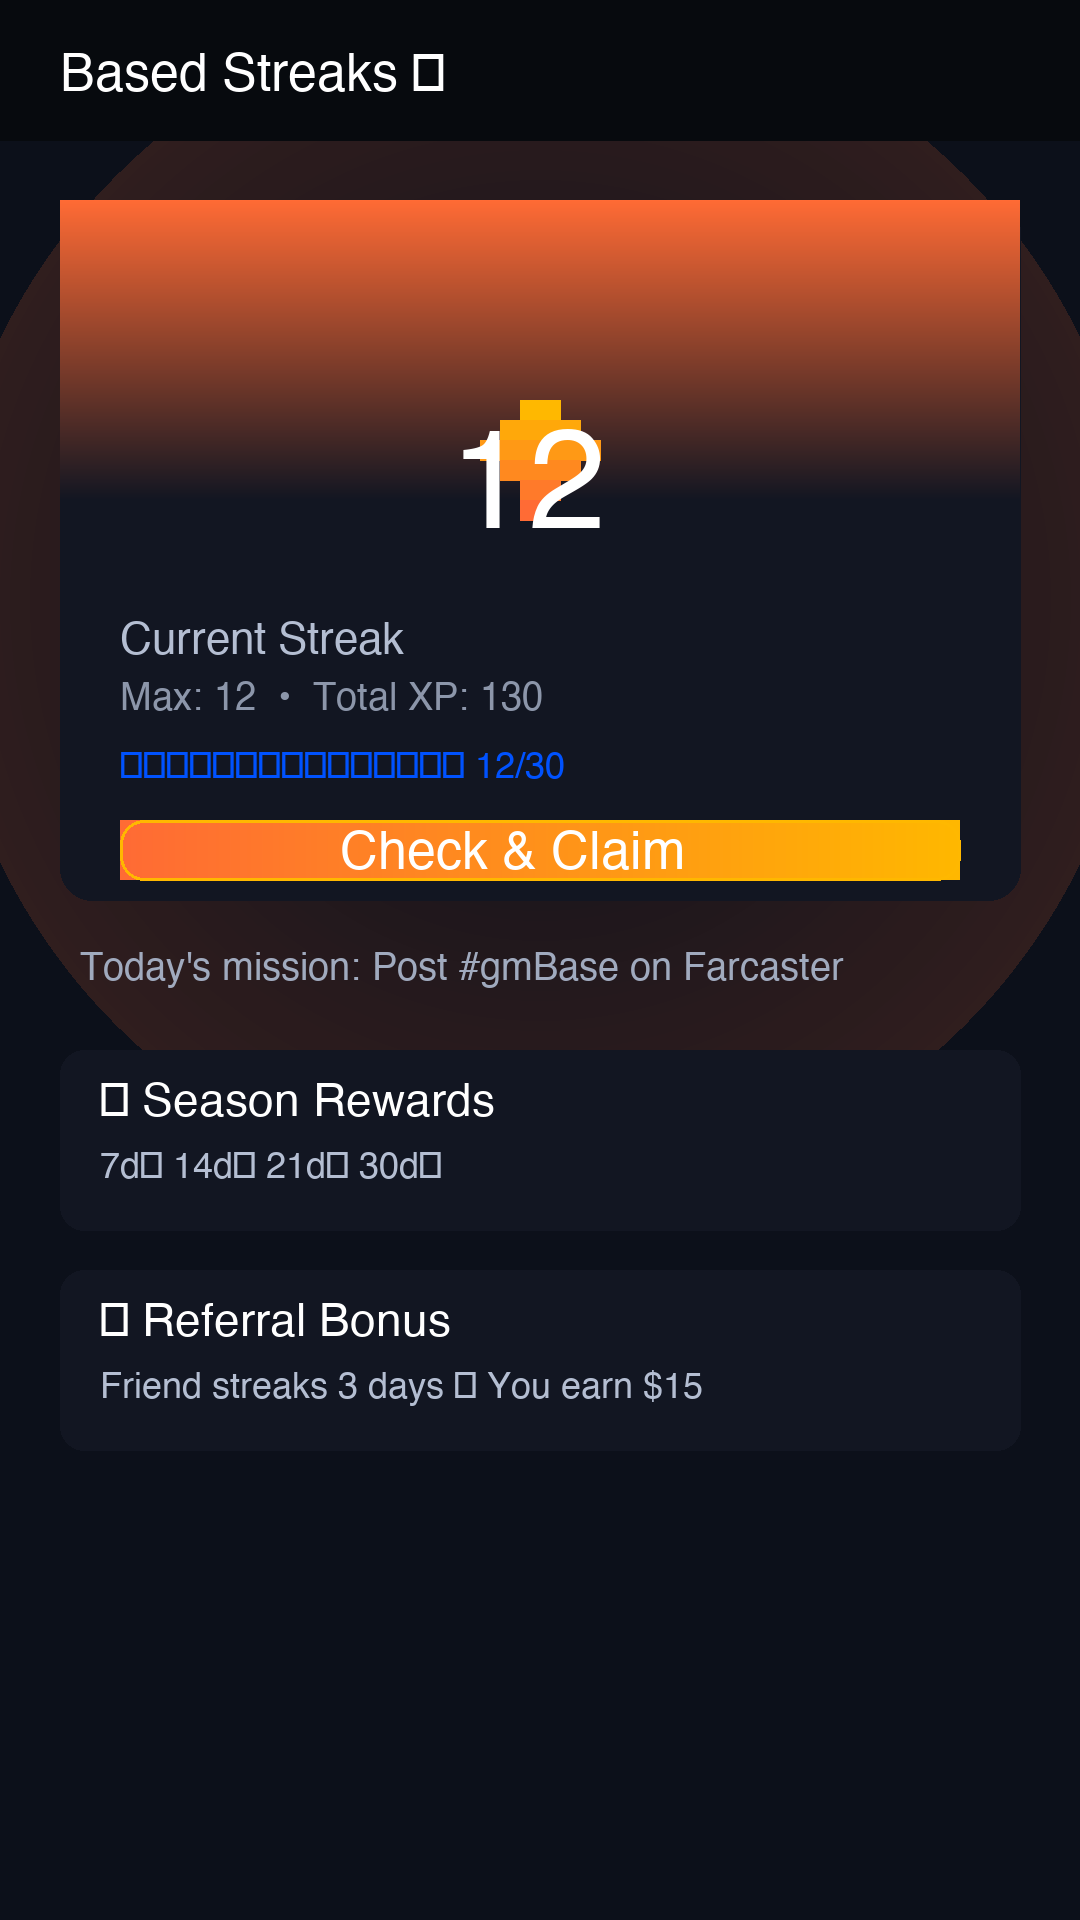 Based Streaks □
12
Current Streak
Max: 12 • Total XP: 130
□□□□□□□□□□□□□□□ 12/30
Check & Claim
Today's mission: Post #gmBase on Farcaster
□ Season Rewards
7d□ 14d□ 21d□ 30d□
□ Referral Bonus
Friend streaks 3 days □ You earn $15